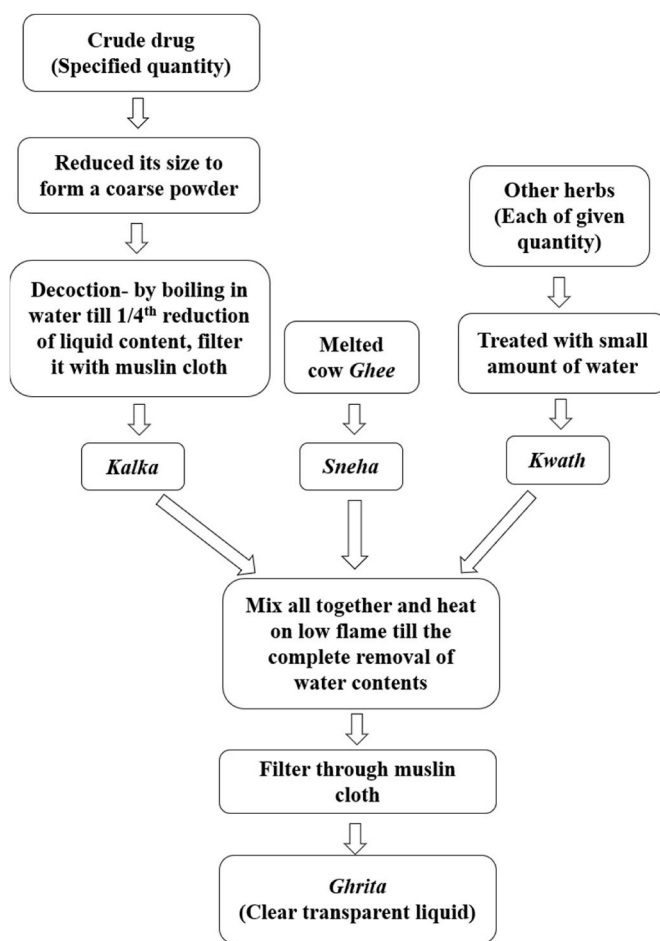 Crude drug
(Specified quantity)
Reduced its size to
form a coarse powder
Decoction- by boiling in
water till 1/4th reduction
of liquid content, filter
it with muslin cloth
Kalka
Melted
cow Ghee
Sneha
Other herbs
(Each of given
quantity)
Treated with small
amount of water
Kwath
Mix all together and heat
on low flame till the
complete removal of
water contents
Filter through muslin
cloth
Ghrita
(Clear transparent liquid)